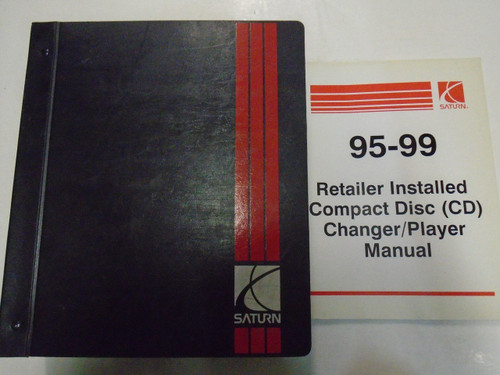 SATURN
SATURN
95-99
Retailer Installed
Compact Disc (CD)
Changer/Player
Manual